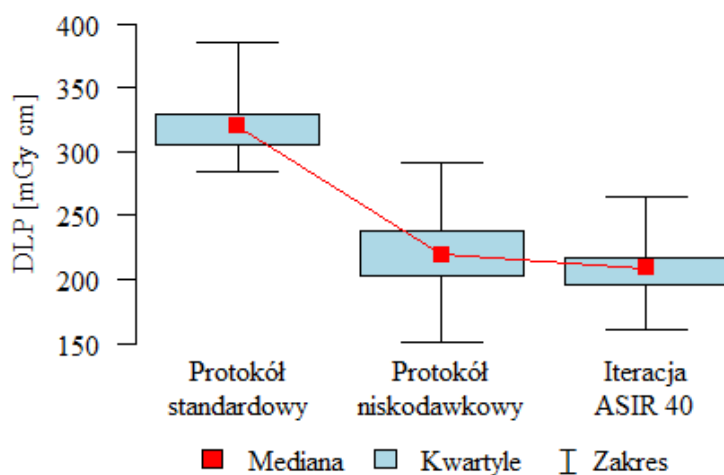 400
350
300
250
200
150
DLP [mGy cm]
Protokół
standardowy
Protokół
niskodawkowy
Iteracja
ASIR 40
Mediana
Kwartyle
Zakres